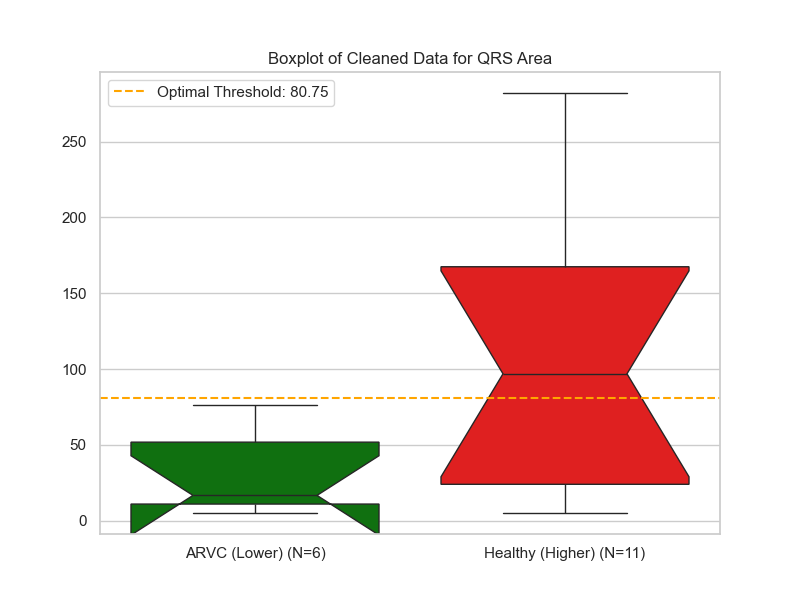 Boxplot of Cleaned Data for QRS Area
Optimal Threshold: 80.75
250
200
150
100
50
0
ARVC (Lower) (N=6)
Healthy (Higher) (N=11)